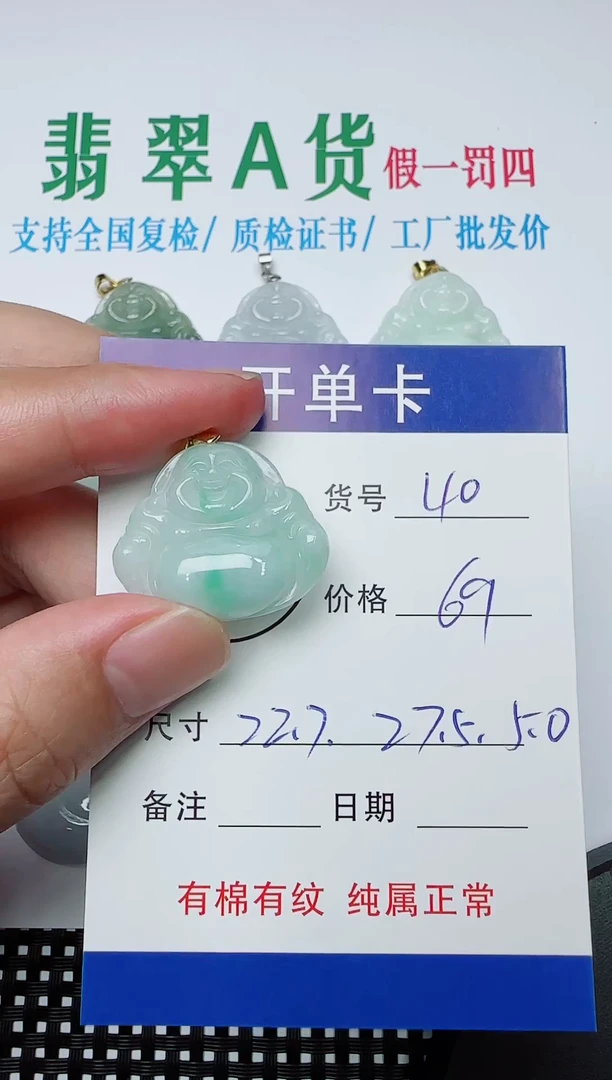 翡翠A货假一罚四
支持全国复检/ 质检证书/ 工厂批发价
开单卡
货号 40
价格 69
尺寸 22.7. 27.5. 5.0
备注 日期
有棉有纹 纯属正常